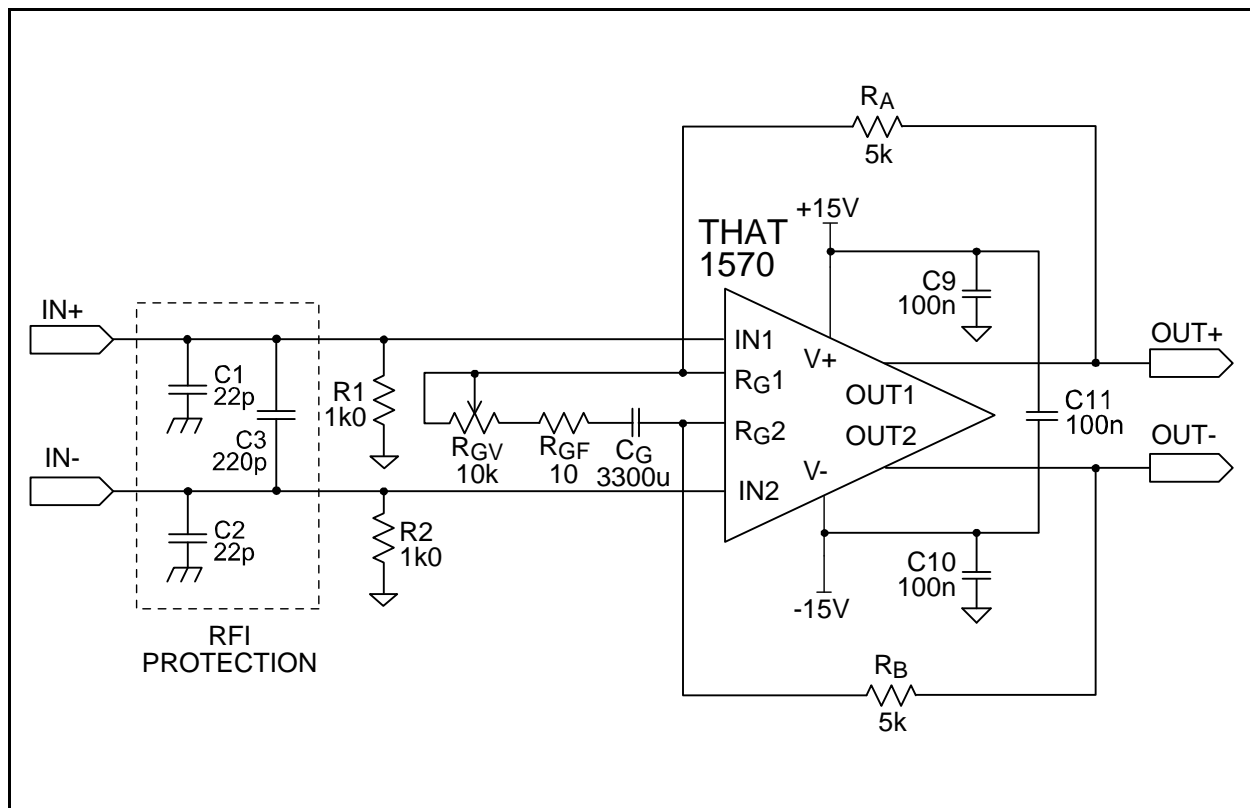 RA
5k
+15V
THAT
1570
C9
100n
IN+
IN1
V+
OUT+
C1
22p
R1
1k0
RG1
OUT1
C11
100n
C3
220p
RGV
10k
RGF
10
CG
3300u
RG2
OUT2
IN-
IN2
V-
OUT-
C2
22p
R2
1k0
C10
100n
-15V
RFI
PROTECTION
RB
5k